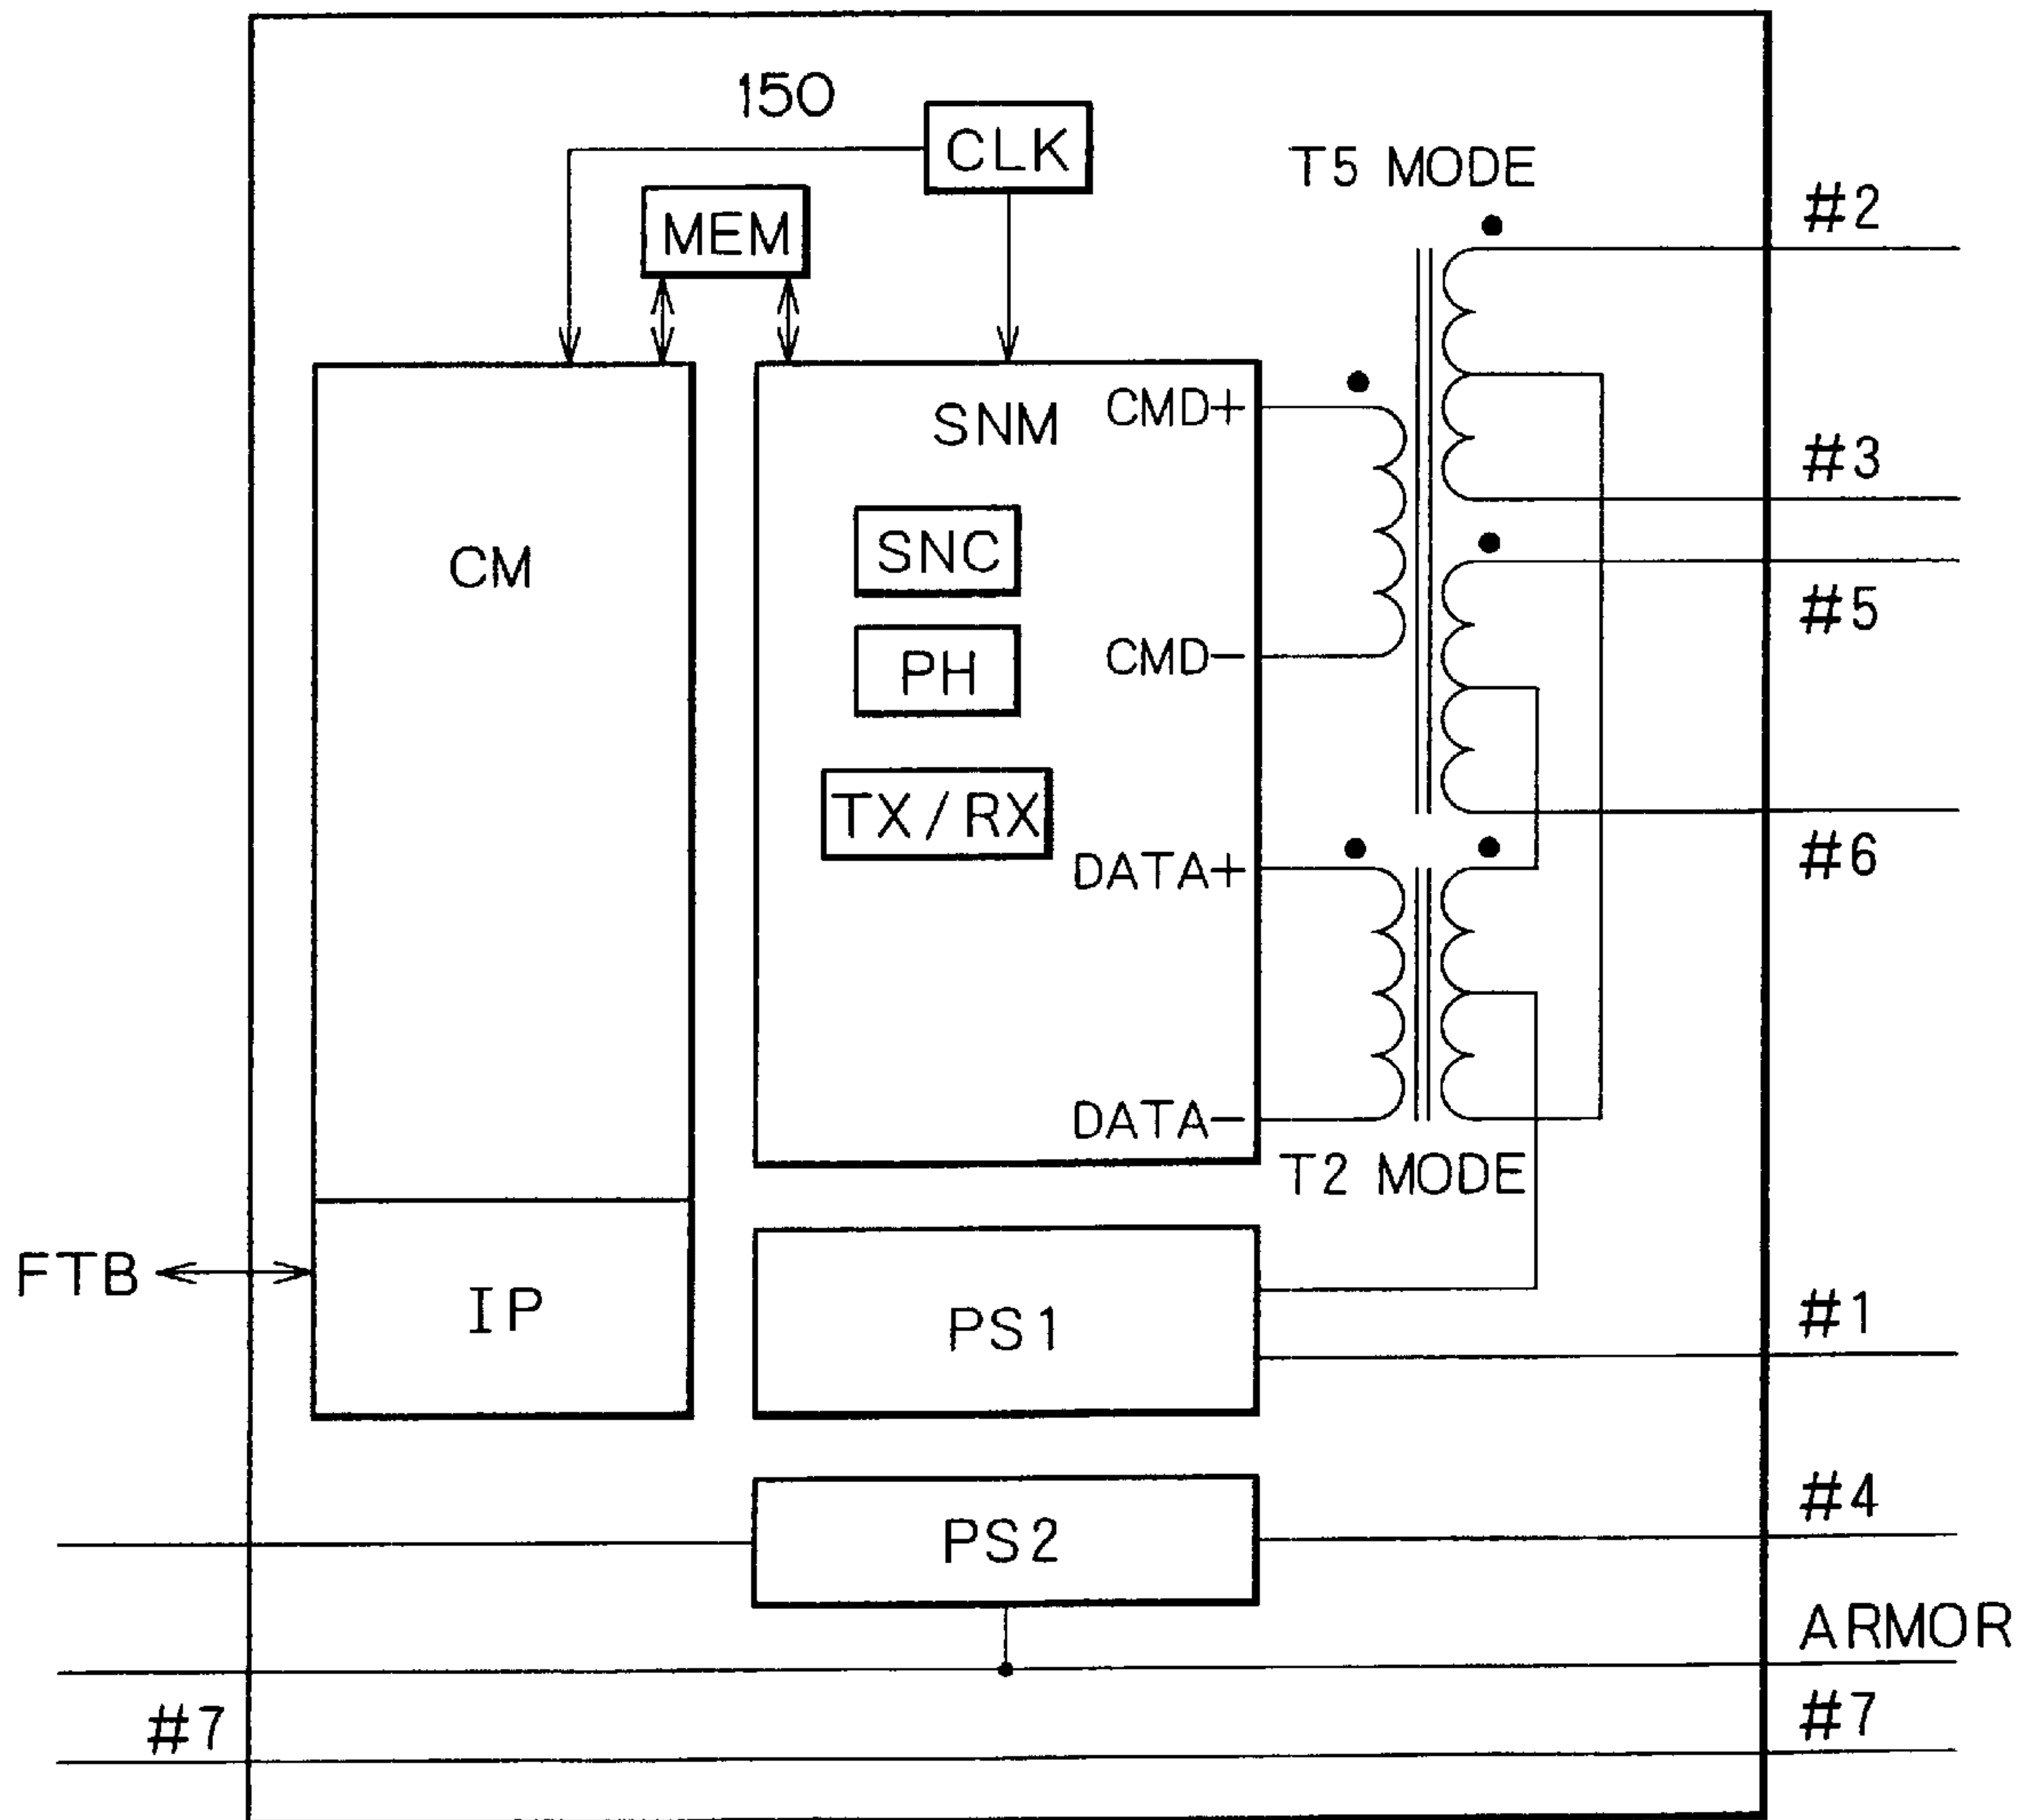 150
CLK
T5 MODE
#2
MEM
CMD+
SNM
#3
SNC
CM
#5
CMD-
PH
TX/RX
#6
DATA+
DATA-
T2 MODE
FTB
IP
PS1
#1
PS2
#4
ARMOR
#7
#7